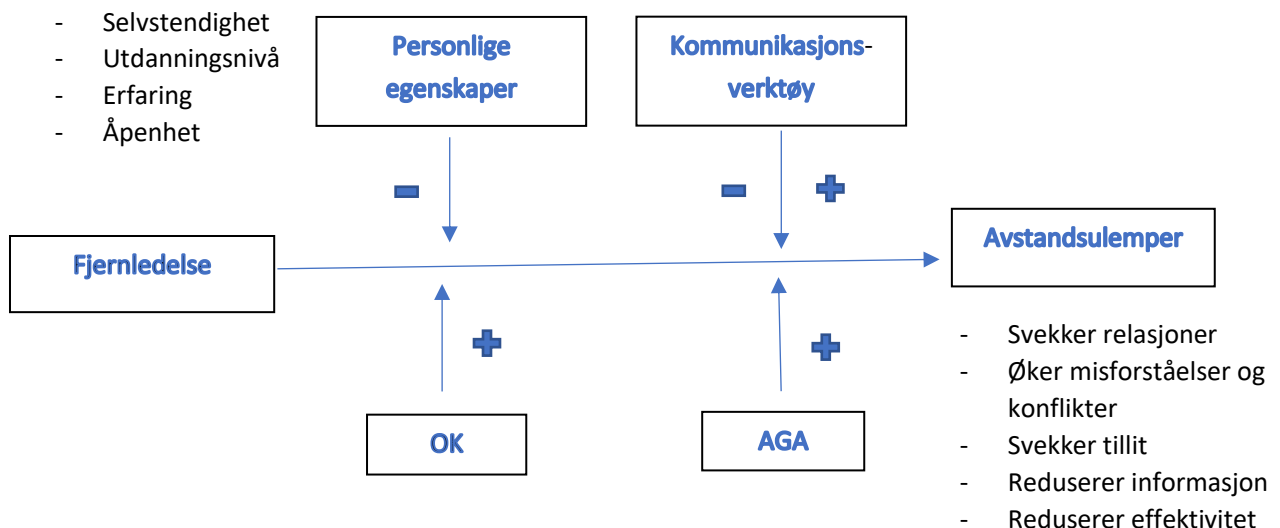 - Selvstendighet
- Utdanningsnivå
- Erfaring
- Åpenhet
Personlige
egenskaper
Kommunikasjons-
verktøy
Fjernledelse
Avstandsulemper
OK
AGA
- Svekker relasjoner
- Øker misforståelser og
konflikter
- Svekker tillit
- Reduserer informasjon
- Reduserer effektivitet